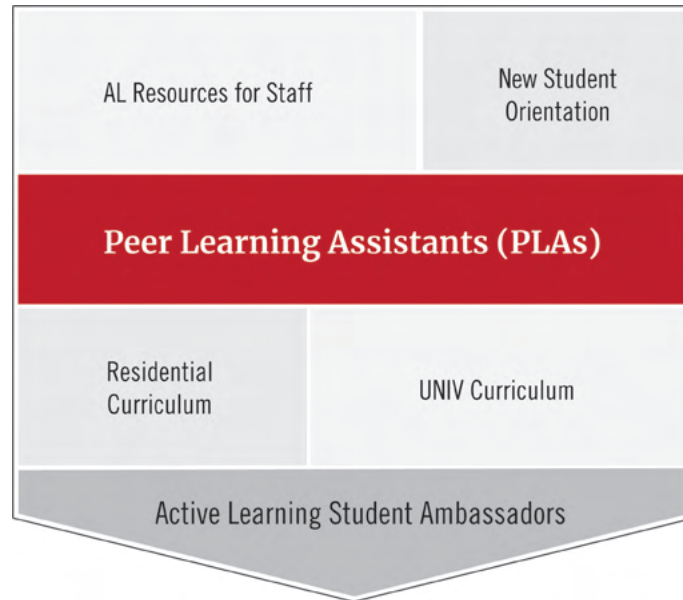 AL Resources for Staff
New Student
Orientation
Peer Learning Assistants (PLAs)
Residential
Curriculum
UNIV Curriculum
Active Learning Student Ambassadors